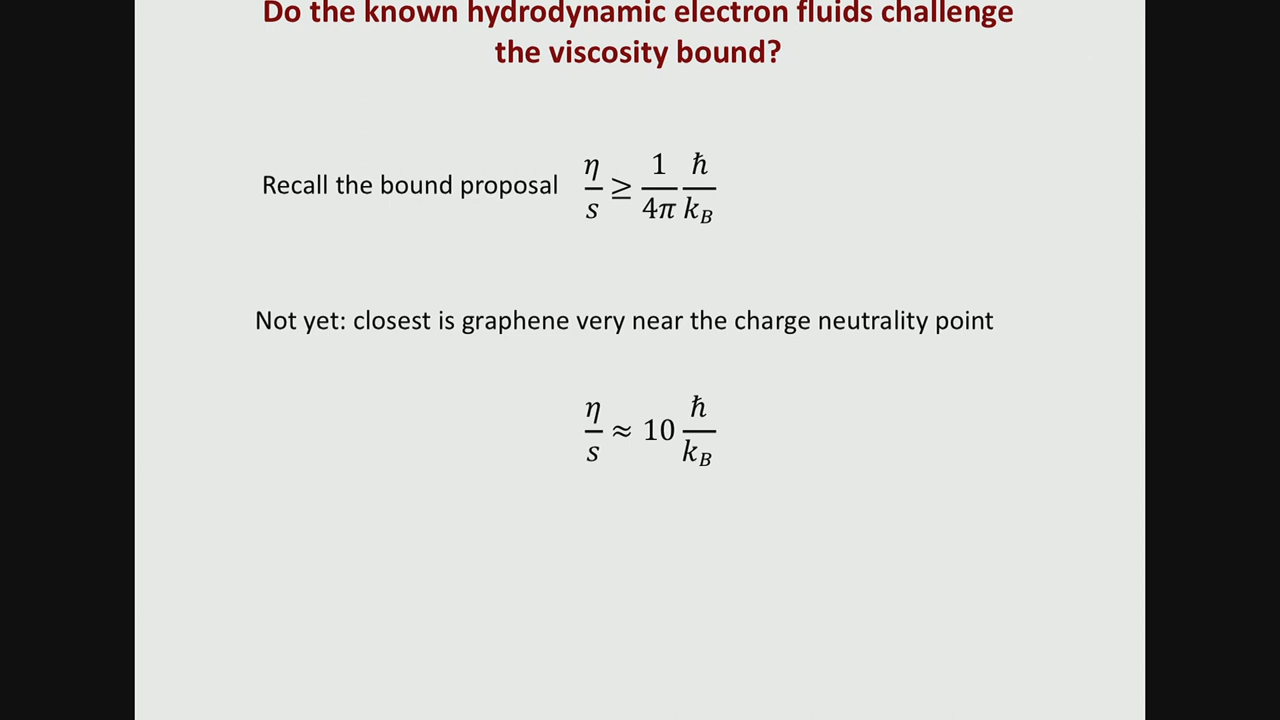 Do the known hydrodynamic electron fluids challenge
the viscosity bound?
Recall the bound proposal η/s ≥ 1/4π ℏ/k_B
Not yet: closest is graphene very near the charge neutrality point
η/s ≈ 10 ℏ/k_B